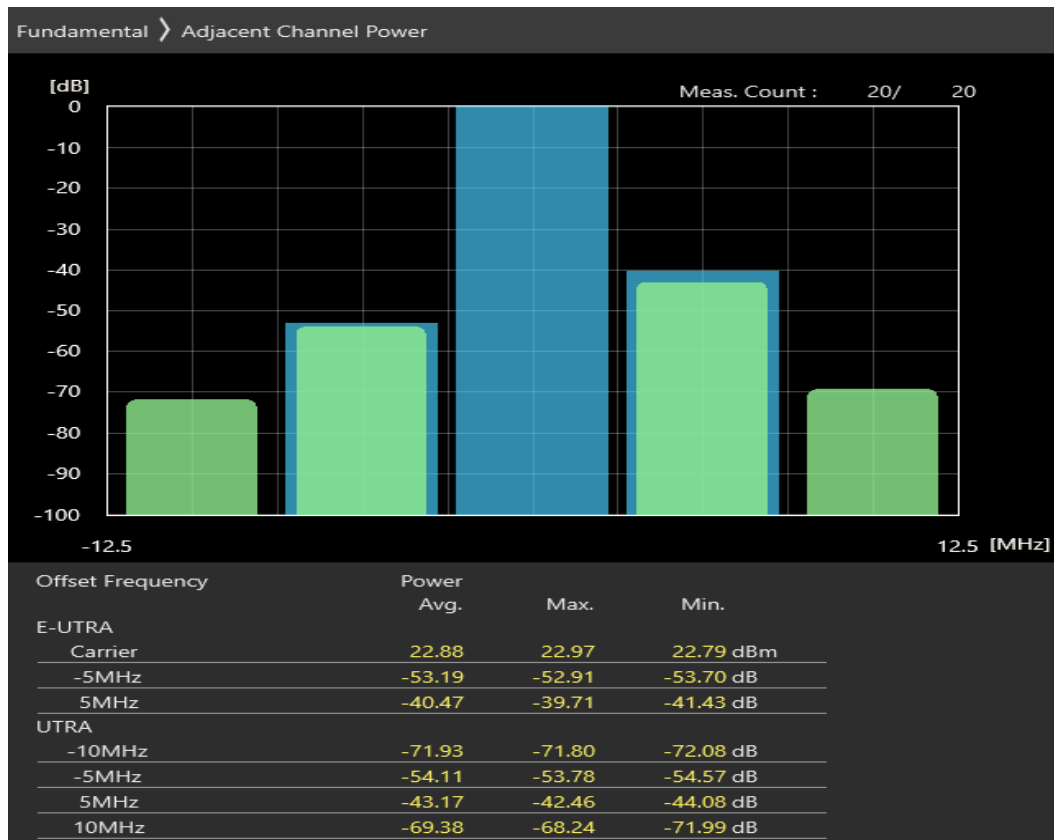 Fundamental 〉 Adjacent Channel Power
[dB]
Meas. Count : 20/ 20
0
-10
-20
-30
-40
-50
-60
-70
-80
-90
-100
-12.5 12.5 [MHz]
Offset Frequency Power
Avg. Max. Min.
E-UTRA
Carrier 22.88 22.97 22.79 dBm
-5MHz -53.19 -52.91 -53.70 dB
5MHz -40.47 -39.71 -41.43 dB
UTRA
-10MHz -71.93 -71.80 -72.08 dB
-5MHz -54.11 -53.78 -54.57 dB
5MHz -43.17 -42.46 -44.08 dB
10MHz -69.38 -68.24 -71.99 dB